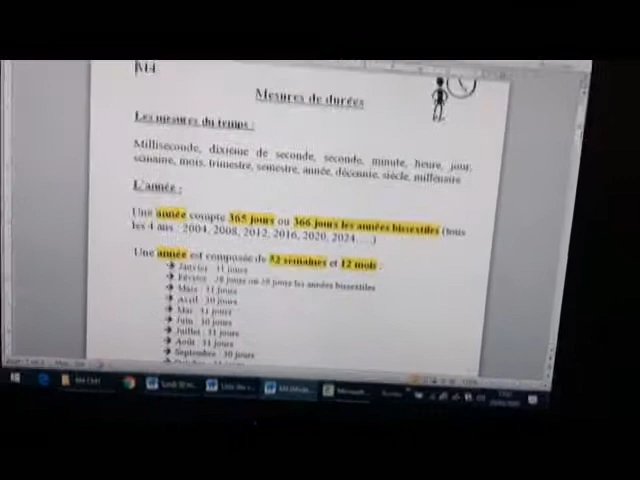 M4
Mesures de durées
Les mesures du temps :
Milliseconde, dixième de seconde, seconde, minute, heure, jour,
semaine, mois, trimestre, semestre, année, décennie, siècle, millénaire
L'année :
Une année compte 365 jours ou 366 jours les années bissextiles (tous
les 4 ans : 2004, 2008, 2012, 2016, 2020, 2024, …)
Une année est composée de 52 semaines et 12 mois :
Janvier : 31 jours
Février : 28 jours ou 29 jours les années bissextiles
Mars : 31 jours
Avril : 30 jours
Mai : 31 jours
Juin : 30 jours
Juillet : 31 jours
Août : 31 jours
Septembre : 30 jours
Microsoft